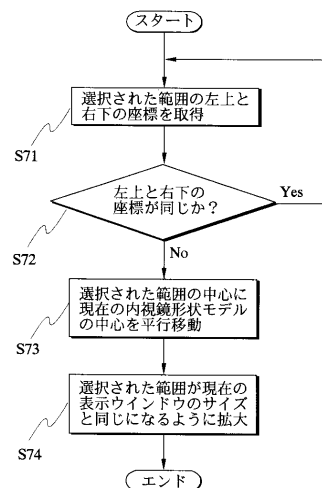 スタート
選択された範囲の左上と
右下の座標を取得
S71
左上と右下の
座標が同じか?
Yes
S72
No
選択された範囲の中心に
現在の内視鏡形状モデル
の中心を平行移動
S73
選択された範囲が現在の
表示ウインドウのサイズ
と同じになるように拡大
S74
エンド